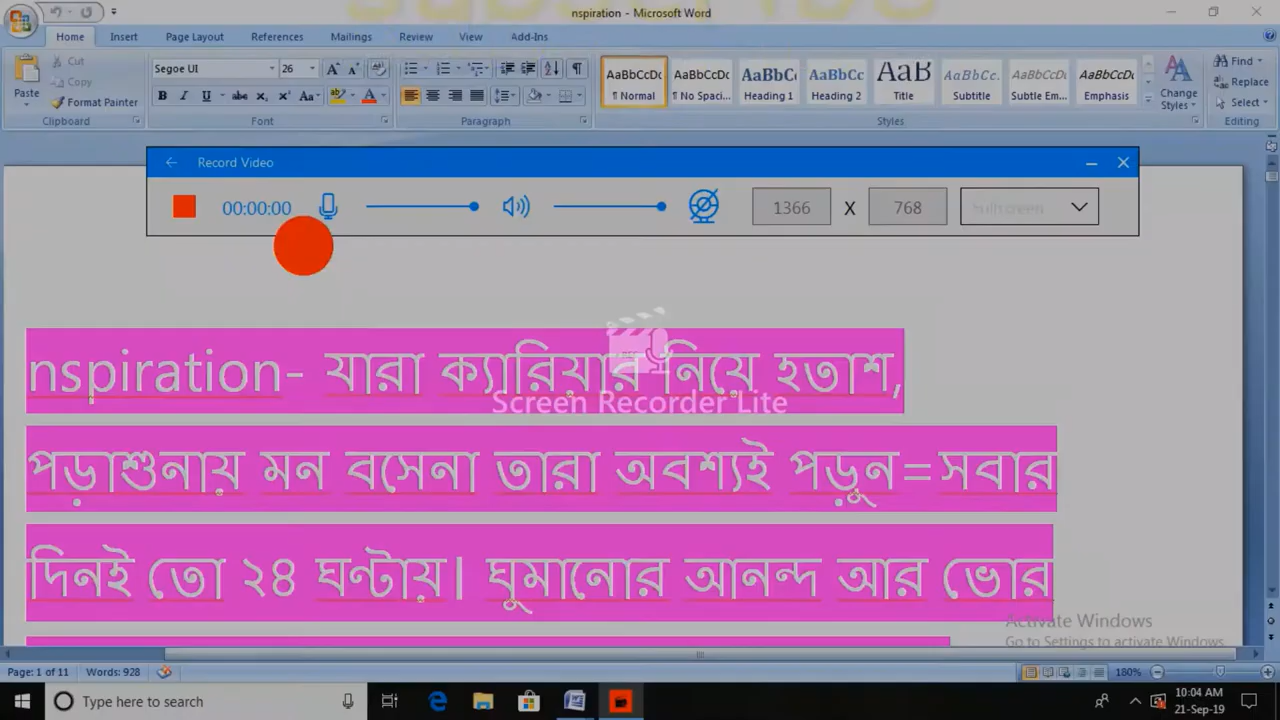 nspiration - Microsoft Word
Home Insert Page Layout References Mailings Review View Add-Ins
Paste
Cut
Copy
Format Painter
Clipboard
Segoe UI 26
Font
Paragraph
AaBbCcDc AaBbCcDc AaBbC AaBbCc AaB AaBbCc. AaBbCcDc AaBbCcDc
¶ Normal ¶ No Spaci... Heading 1 Heading 2 Title Subtitle Subtle Em... Emphasis
Styles
Change Styles
Find
Replace
Select
Editing
Record Video
00:00:00 1366 X 768 Fullscreen
nspiration- যারা ক্যারিয়ার নিয়ে হতাশ,
Screen Recorder Lite
পড়াশুনায় মন বসেনা তারা অবশ্যই পড়ুন=সবার
দিনই তো ২৪ ঘণ্টায়। ঘুমানোর আনন্দ আর ভোর
Activate Windows
Go to Settings to activate Windows.
Page: 1 of 11 Words: 928 180%
Type here to search
10:04 AM
21-Sep-19